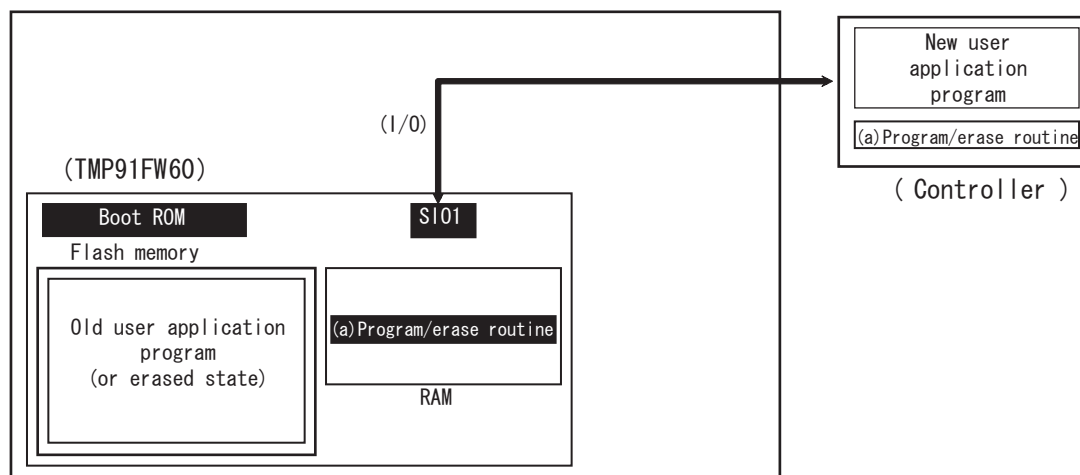 New user
application
program
(a)Program/erase routine
( Controller )
(I/O)
(TMP91FW60)
Boot ROM
SIO1
Flash memory
Old user application
program
(or erased state)
(a)Program/erase routine
RAM